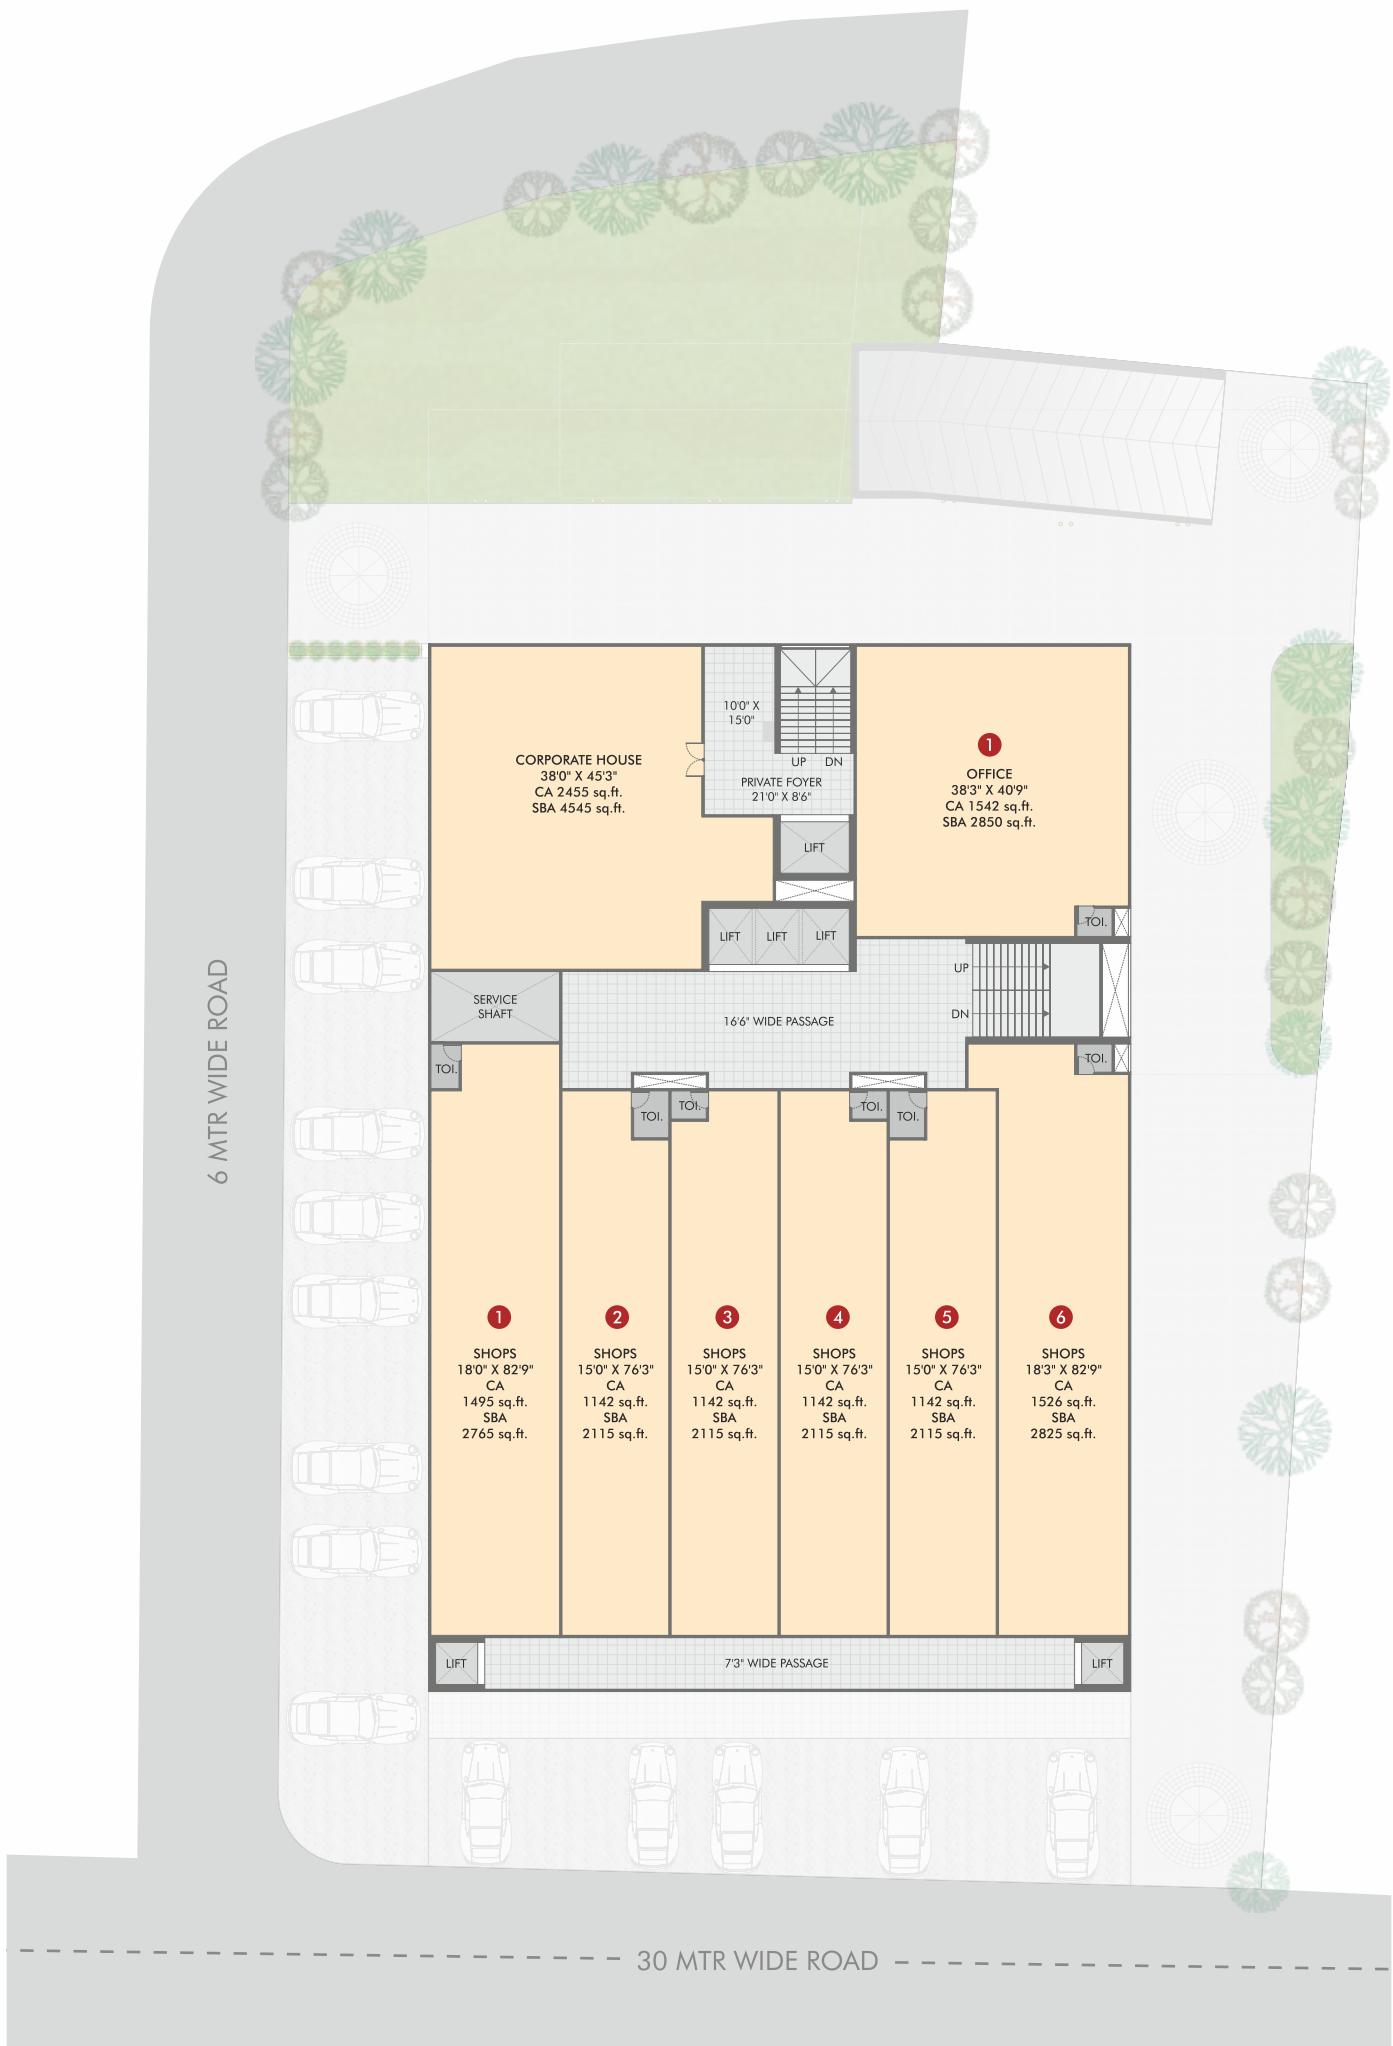 10'0" X
15'0"
UP DN
PRIVATE FOYER
21'0" X 8'6"
LIFT
CORPORATE HOUSE
38'0" X 45'3"
CA 2455 sq.ft.
SBA 4545 sq.ft.
1
OFFICE
38'3" X 40'9"
CA 1542 sq.ft.
SBA 2850 sq.ft.
TOI.
LIFT LIFT LIFT
UP
DN
SERVICE
SHAFT
16'6" WIDE PASSAGE
TOI.
TOI.
TOI.
TOI.
TOI.
TOI.
6 MTR WIDE ROAD
1
SHOPS
18'0" X 82'9"
CA
1495 sq.ft.
SBA
2765 sq.ft.
2
SHOPS
15'0" X 76'3"
CA
1142 sq.ft.
SBA
2115 sq.ft.
3
SHOPS
15'0" X 76'3"
CA
1142 sq.ft.
SBA
2115 sq.ft.
4
SHOPS
15'0" X 76'3"
CA
1142 sq.ft.
SBA
2115 sq.ft.
5
SHOPS
15'0" X 76'3"
CA
1142 sq.ft.
SBA
2115 sq.ft.
6
SHOPS
18'3" X 82'9"
CA
1526 sq.ft.
SBA
2825 sq.ft.
LIFT
7'3" WIDE PASSAGE
LIFT
30 MTR WIDE ROAD